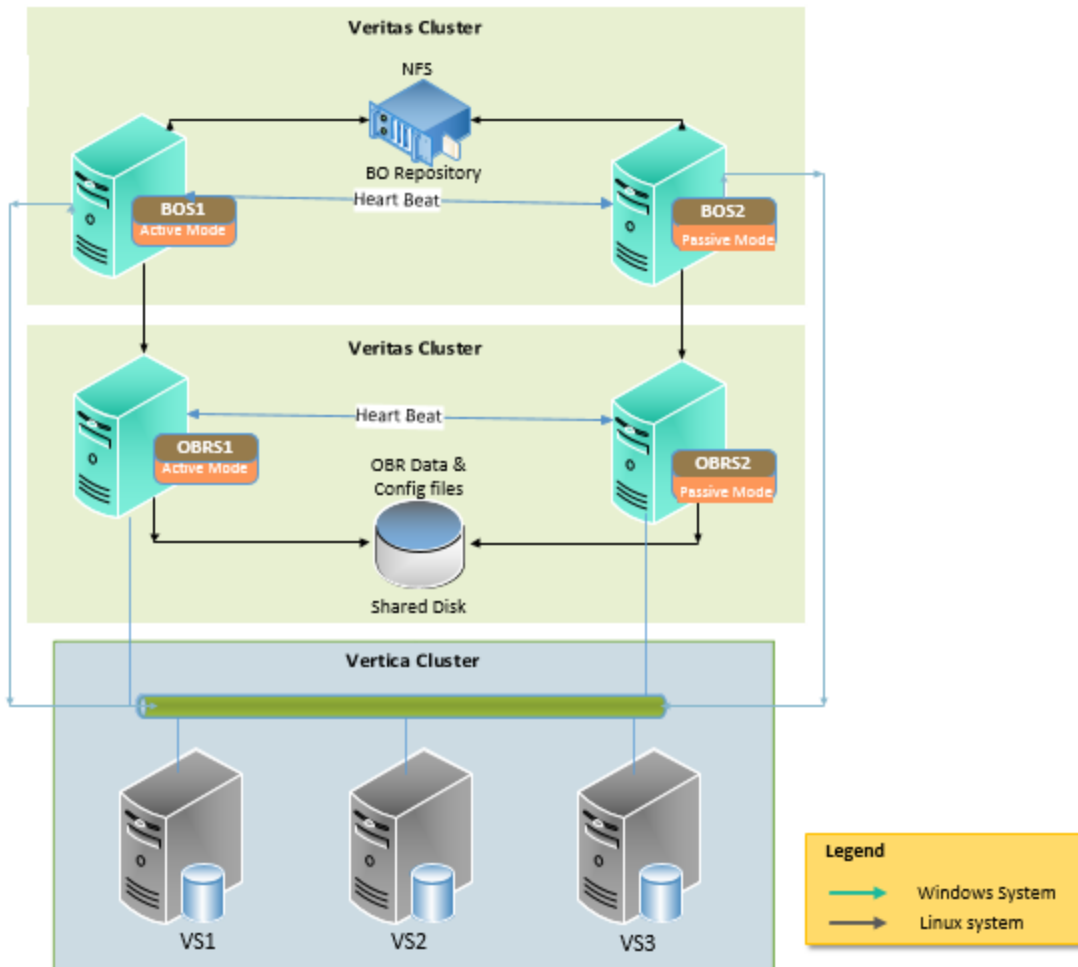 Veritas Cluster
NFS
BO Repository
Heart Beat
BOS1
Active Mode
BOS2
Passive Mode
Veritas Cluster
Heart Beat
OBRS1
Active Mode
OBR Data &
Config files
OBRS2
Passive Mode
Shared Disk
Vertica Cluster
VS1
VS2
VS3
Legend
Windows System
Linux system